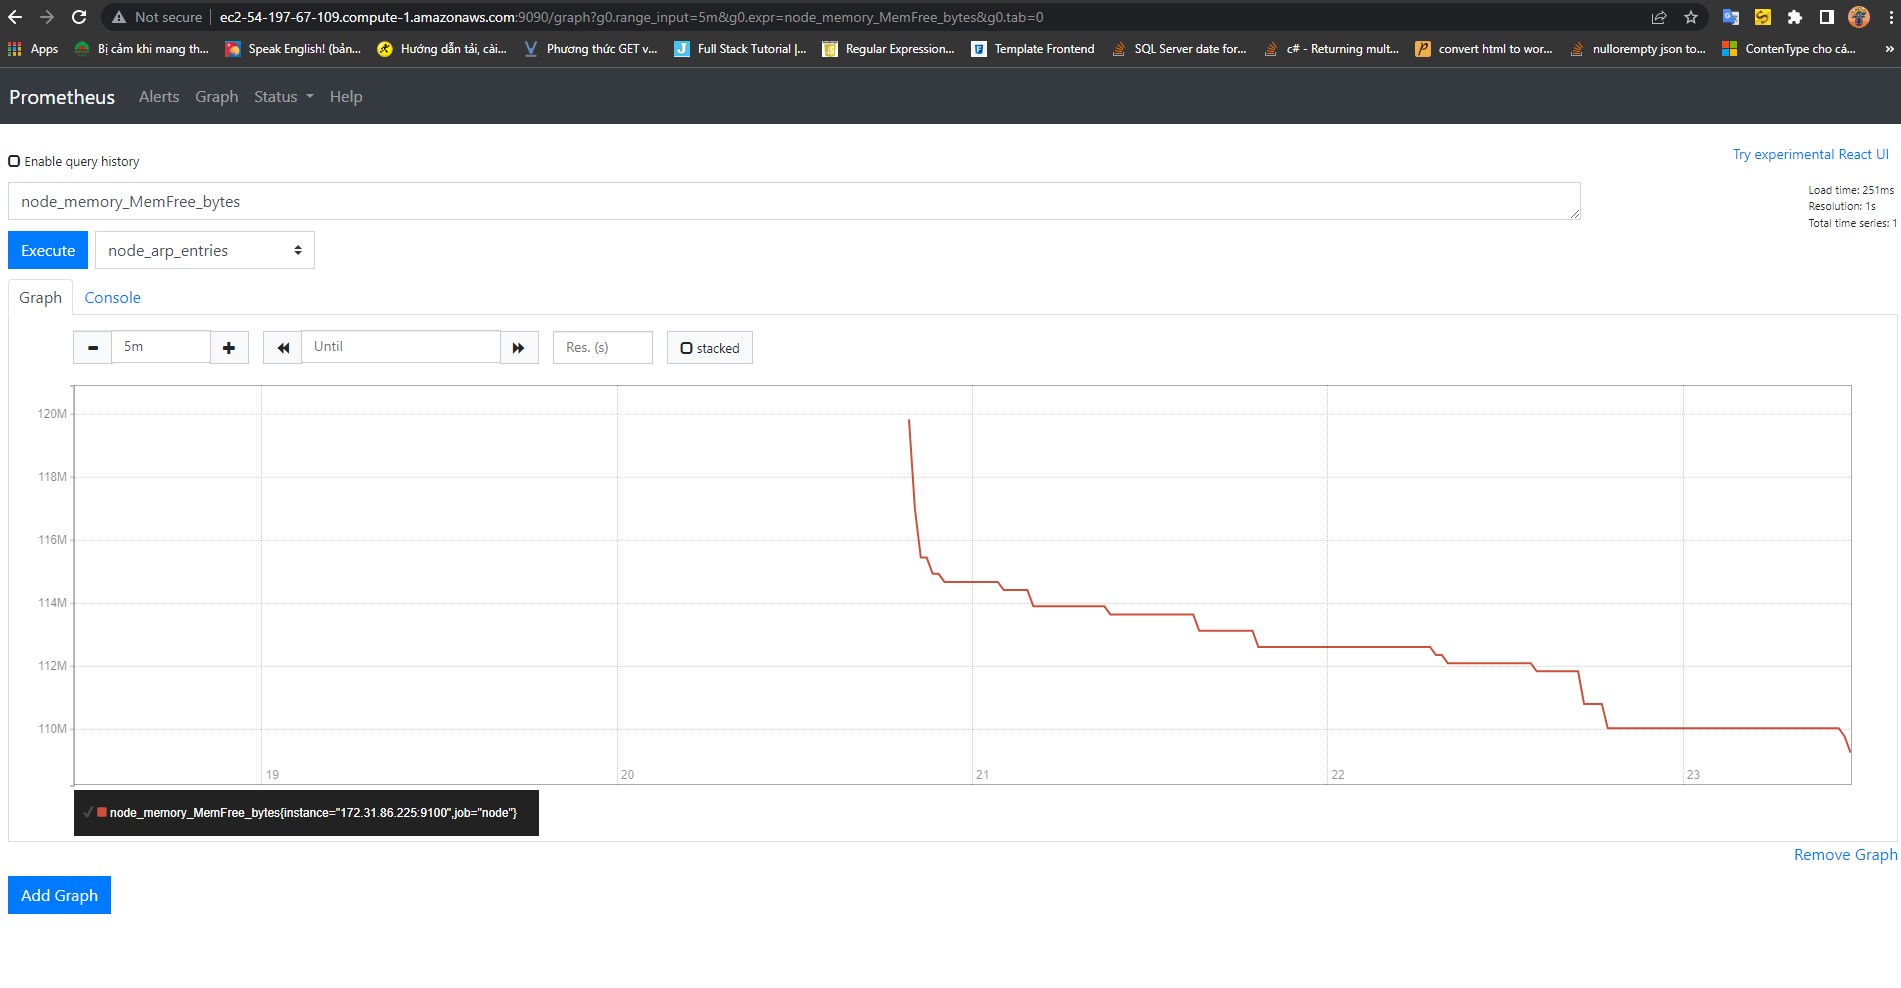 Not secure | ec2-54-197-67-109.compute-1.amazonaws.com:9090/graph?g0.range_input=5m&g0.expr=node_memory_MemFree_bytes&g0.tab=0
Apps Bị cảm khi mang th... Speak English! (bản... Hướng dẫn tải, cài... Phương thức GET v... Full Stack Tutorial |... Regular Expression... Template Frontend SQL Server date for... c# - Returning mult... convert html to wor... nullorempty json to... ContenType cho cá... »
Prometheus Alerts Graph Status Help
Enable query history
Try experimental React UI
node_memory_MemFree_bytes
Load time: 251ms
Resolution: 1s
Total time series: 1
Execute node_arp_entries
Graph Console
5m Until Res. (s) stacked
120M
118M
116M
114M
112M
110M
19 20 21 22 23
node_memory_MemFree_bytes{instance="172.31.86.225:9100",job="node"}
Remove Graph
Add Graph